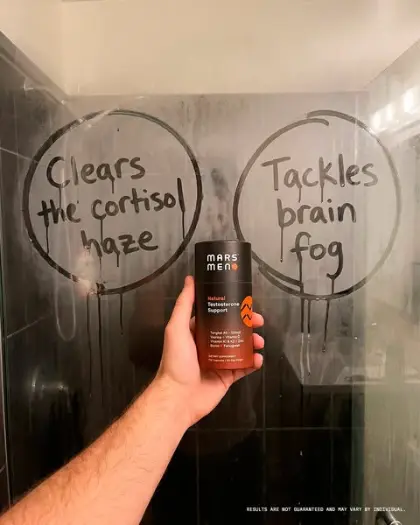 Clears
the cortisol
haze
Tackles
brain
fog
MARS
MEN
Natural
Testosterone
Support
RESULTS ARE NOT GUARANTEED AND MAY VARY BY INDIVIDUAL.